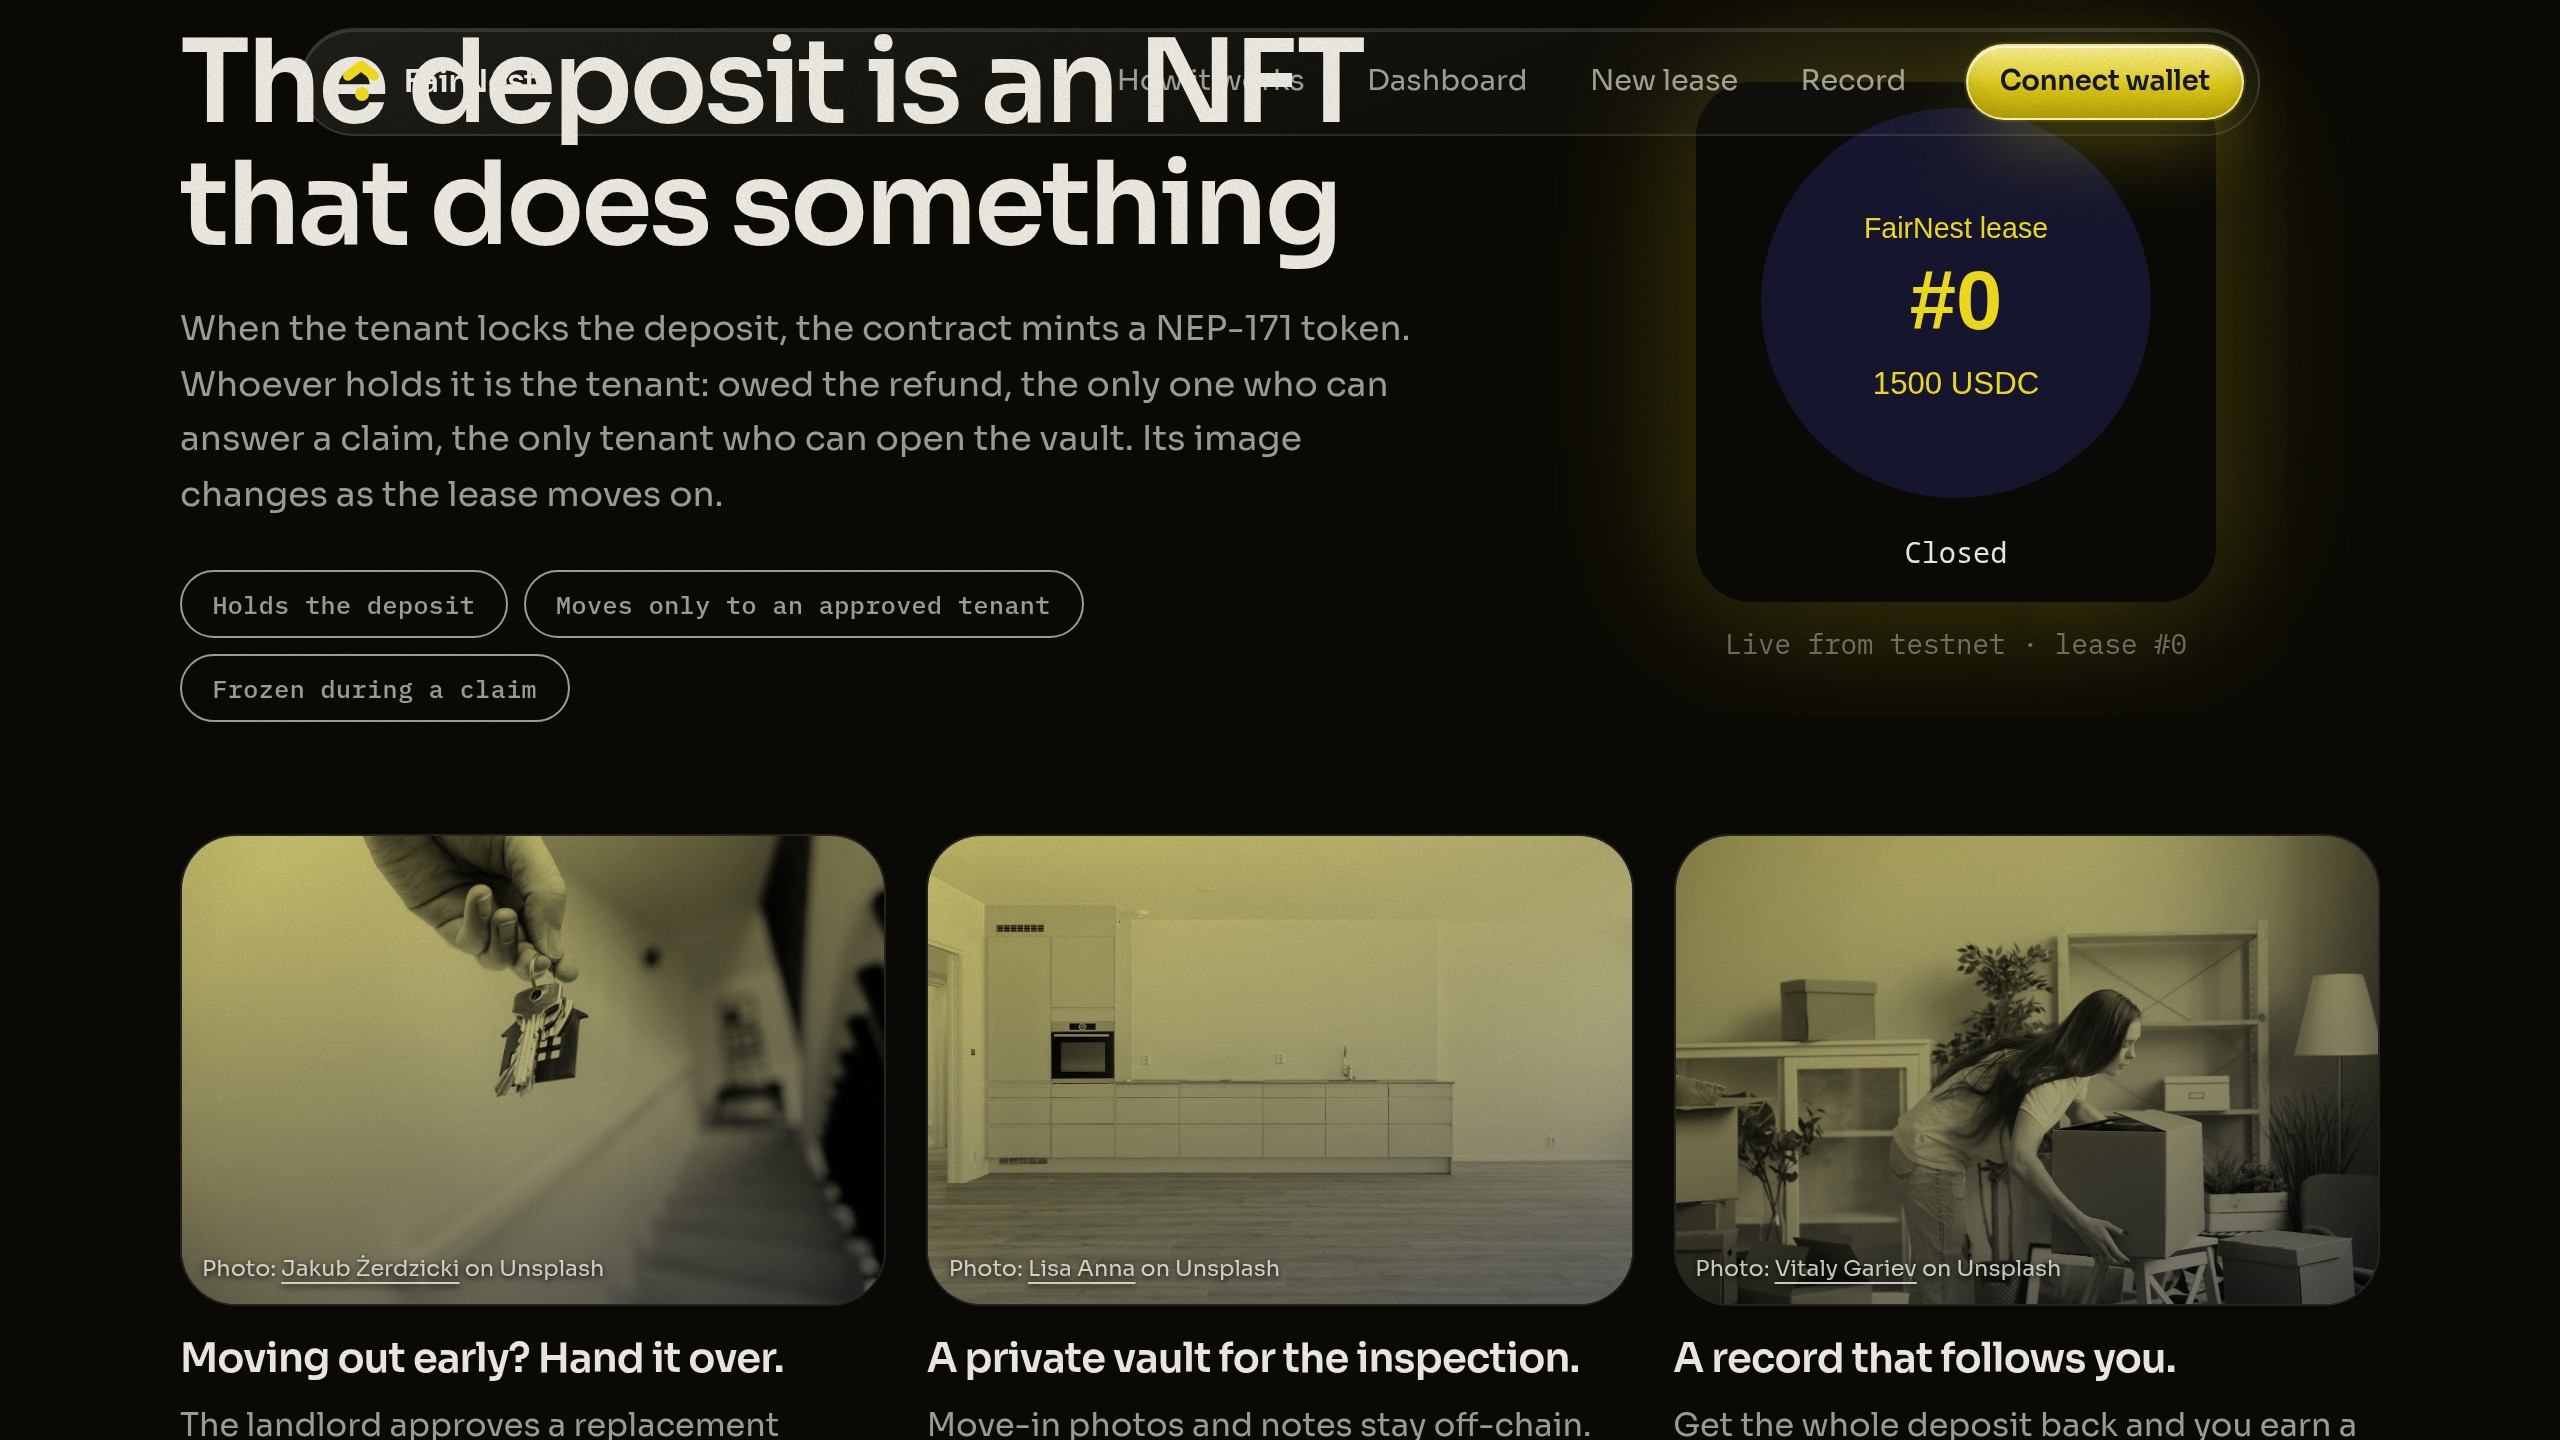 FairNest
How it works
Dashboard
New lease
Record
Connect wallet
The deposit is an NFT
that does something
When the tenant locks the deposit, the contract mints a NEP-171 token.
Whoever holds it is the tenant: owed the refund, the only one who can
answer a claim, the only tenant who can open the vault. Its image
changes as the lease moves on.
Holds the deposit
Moves only to an approved tenant
Frozen during a claim
FairNest lease
#0
1500 USDC
Closed
Live from testnet · lease #0
Photo: Jakub Żerdzicki on Unsplash
Moving out early? Hand it over.
The landlord approves a replacement
Photo: Lisa Anna on Unsplash
A private vault for the inspection.
Move-in photos and notes stay off-chain.
Photo: Vitaly Gariev on Unsplash
A record that follows you.
Get the whole deposit back and you earn a